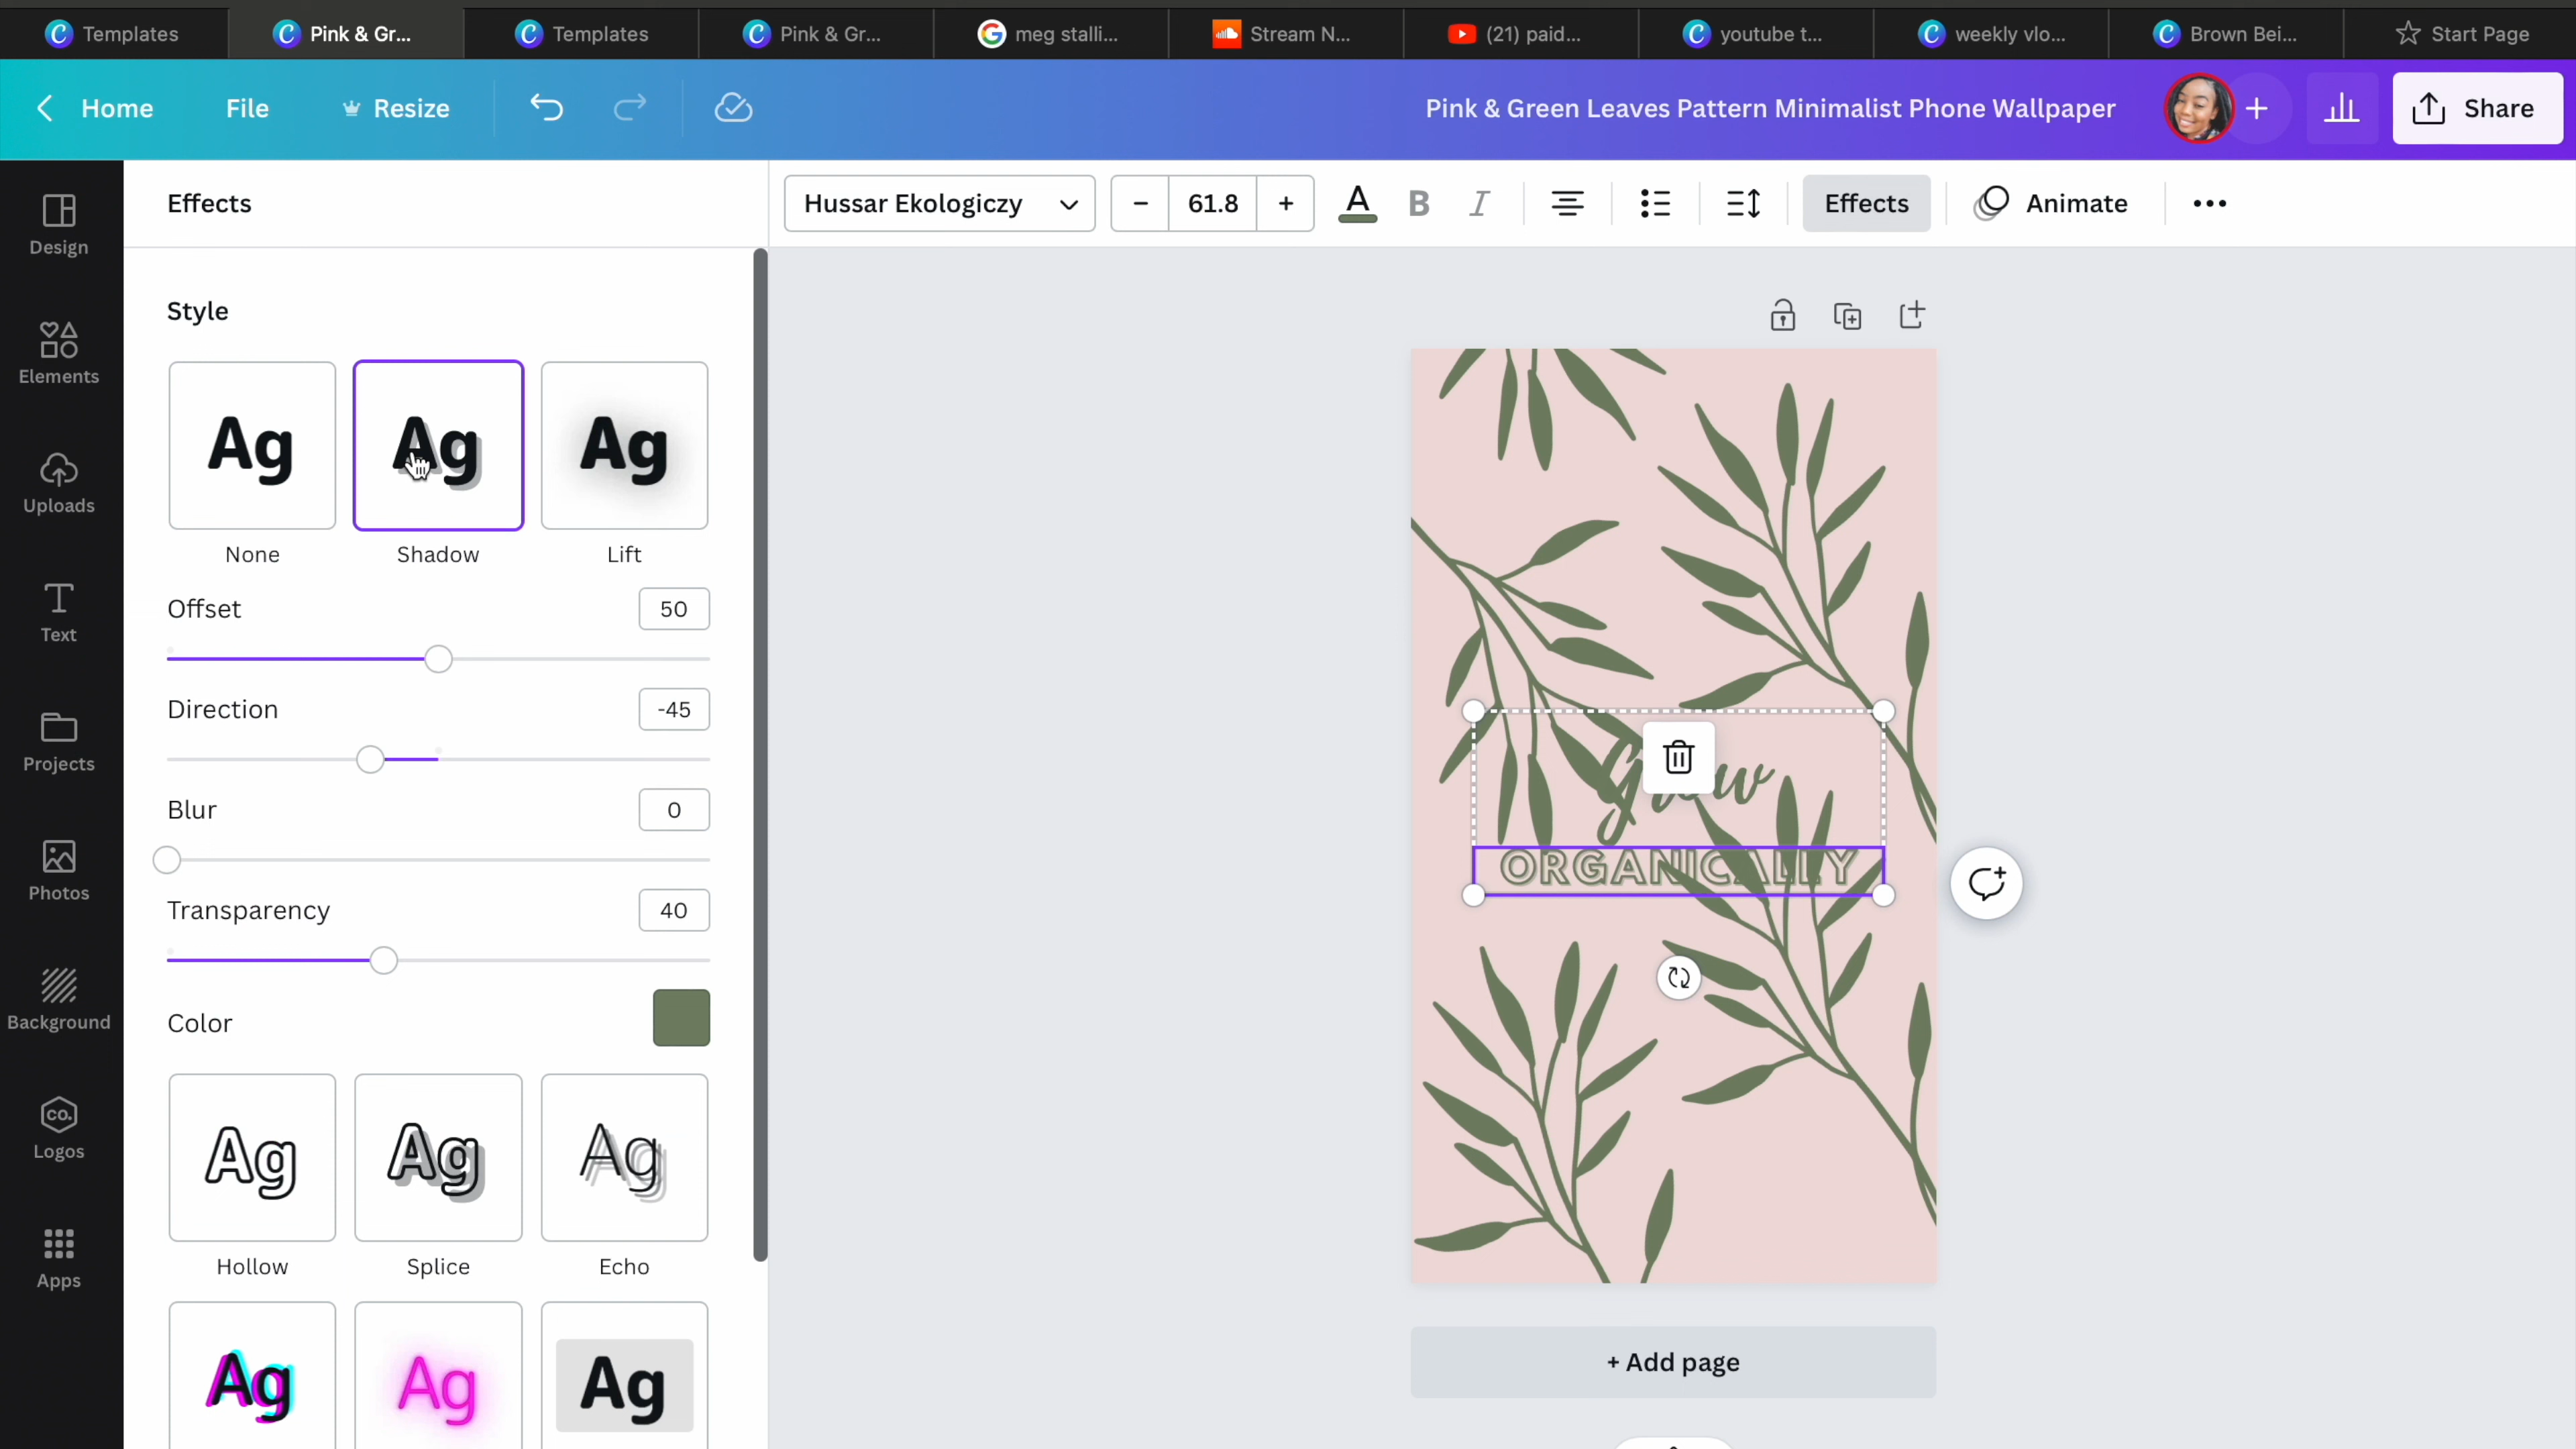 Templates
Pink & Gr...
Templates
Pink & Gr...
meg stalli...
Stream N...
(21) paid...
youtube t...
weekly vlo...
Brown Bei...
Start Page
Home
File
Resize
Pink & Green Leaves Pattern Minimalist Phone Wallpaper
+
Share
Effects
Hussar Ekologiczy
− 61.8 +
A
B
I
Effects
Animate
Design
Elements
Uploads
Text
Projects
Photos
Background
CO.
Logos
Apps
Style
Ag
Ag
Ag
None
Shadow
Lift
Offset
50
Direction
-45
Blur
0
Transparency
40
Color
Ag
Ag
Ag
Hollow
Splice
Echo
Ag
Ag
Ag
ORGANICALLY
+ Add page